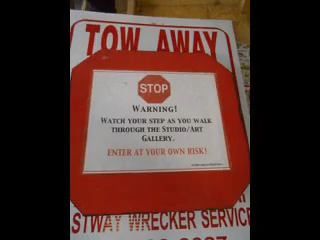 TOW AWAY
STOP
WARNING!
WATCH YOUR STEP AS YOU WALK
THROUGH THE STUDIO/ART
GALLERY.
ENTER AT YOUR OWN RISK!
STWAY WRECKER SERVICE